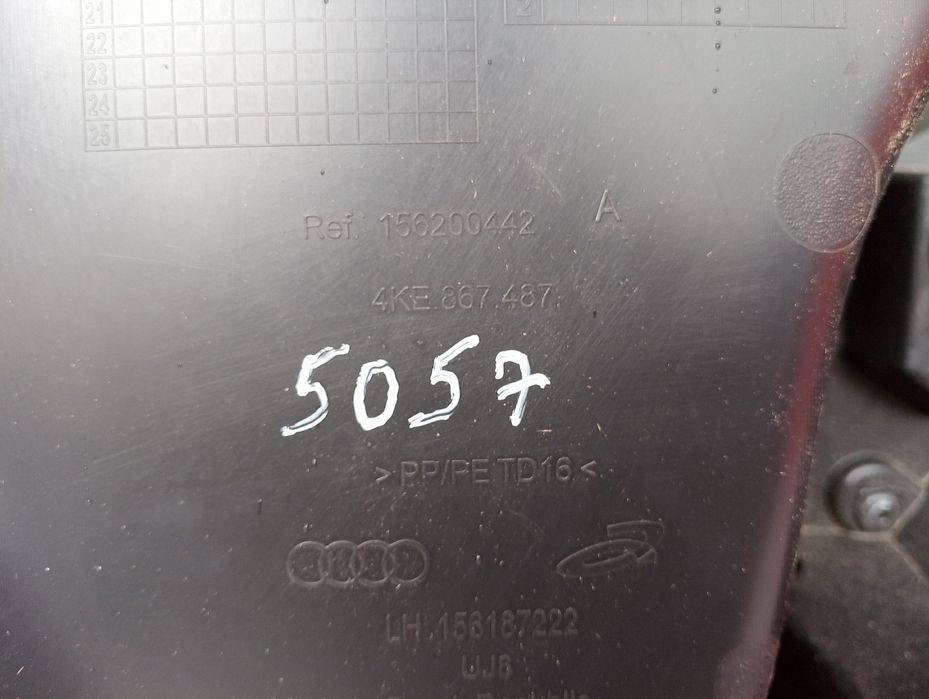 21
2
22
23
24
25
Ref. 156200442 A
4KE.867.487
5057
>PP/PE TD16<
LH 156187222
UJ8